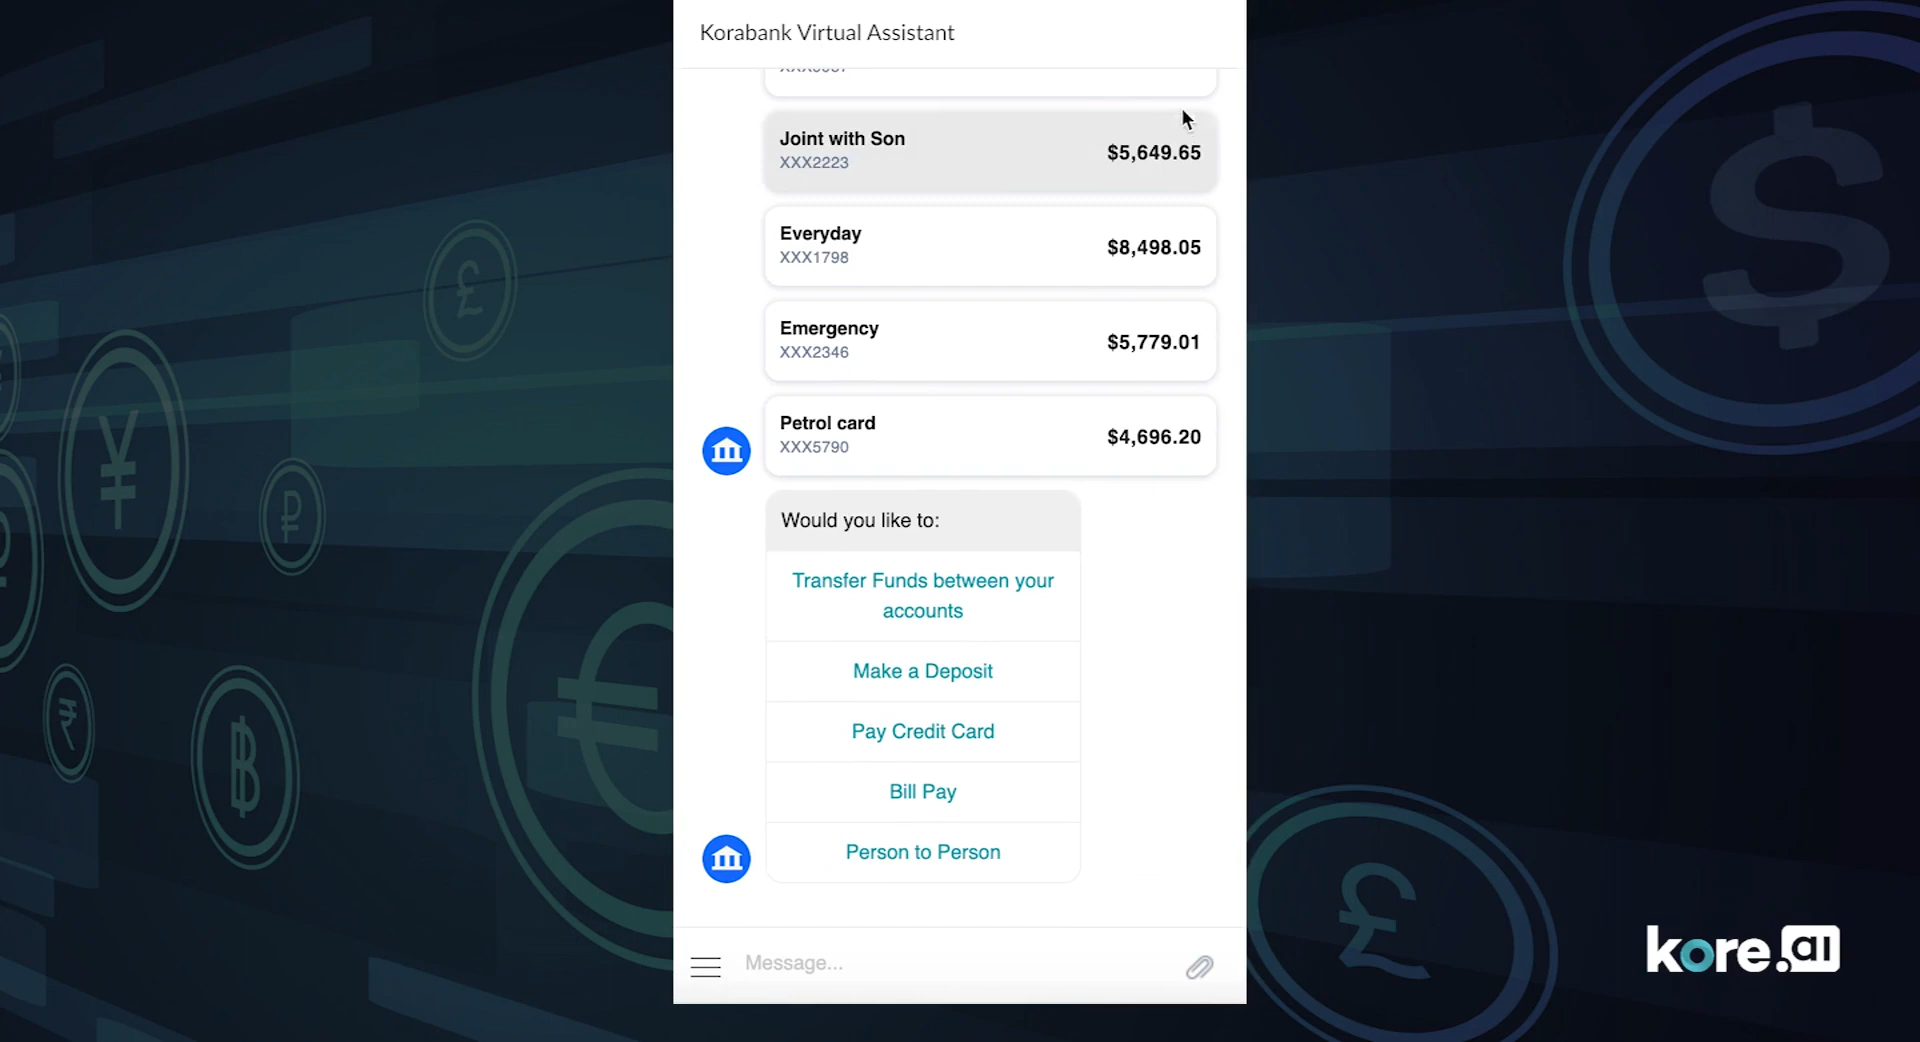 Korabank Virtual Assistant
Joint with Son
XXX2223
$5,649.65
Everyday
XXX1798
$8,498.05
Emergency
XXX2346
$5,779.01
Petrol card
XXX5790
$4,696.20
Would you like to:
Transfer Funds between your
accounts
Make a Deposit
Pay Credit Card
Bill Pay
Person to Person
Message...
kore.ai